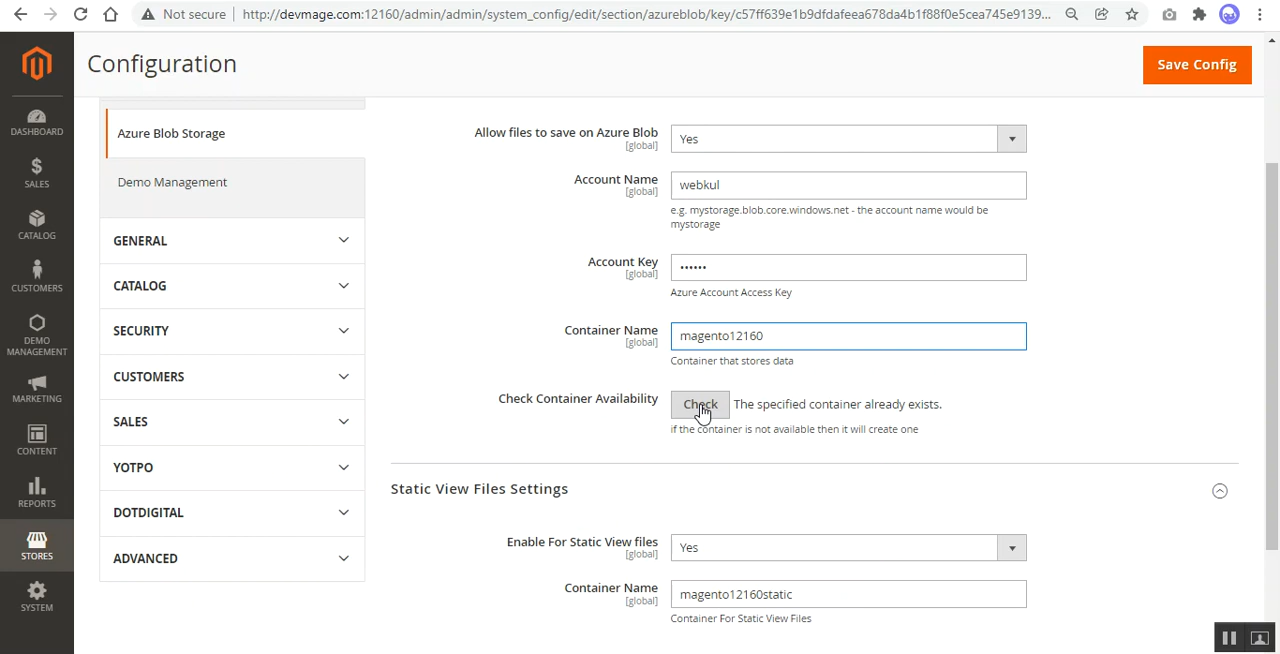 Not secure | http://devmage.com:12160/admin/admin/system_config/edit/section/azureblob/key/c57ff639e1b9dfdafeea678da4b1f88f0e5cea745e9139...
Configuration
Save Config
DASHBOARD
SALES
CATALOG
CUSTOMERS
DEMO
MANAGEMENT
MARKETING
CONTENT
REPORTS
STORES
SYSTEM
Azure Blob Storage
Demo Management
GENERAL
CATALOG
SECURITY
CUSTOMERS
SALES
YOTPO
DOTDIGITAL
ADVANCED
Allow files to save on Azure Blob
[global]
Yes
Account Name
[global]
webkul
e.g. mystorage.blob.core.windows.net - the account name would be
mystorage
Account Key
[global]
••••••
Azure Account Access Key
Container Name
[global]
magento12160
Container that stores data
Check Container Availability
Check
The specified container already exists.
if the container is not available then it will create one
Static View Files Settings
Enable For Static View files
[global]
Yes
Container Name
[global]
magento12160static
Container For Static View Files